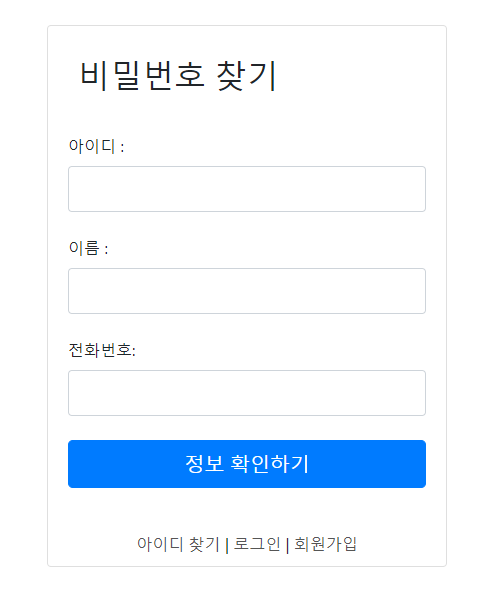 비밀번호 찾기
아이디 :
이름 :
전화번호:
정보 확인하기
아이디 찾기 | 로그인 | 회원가입